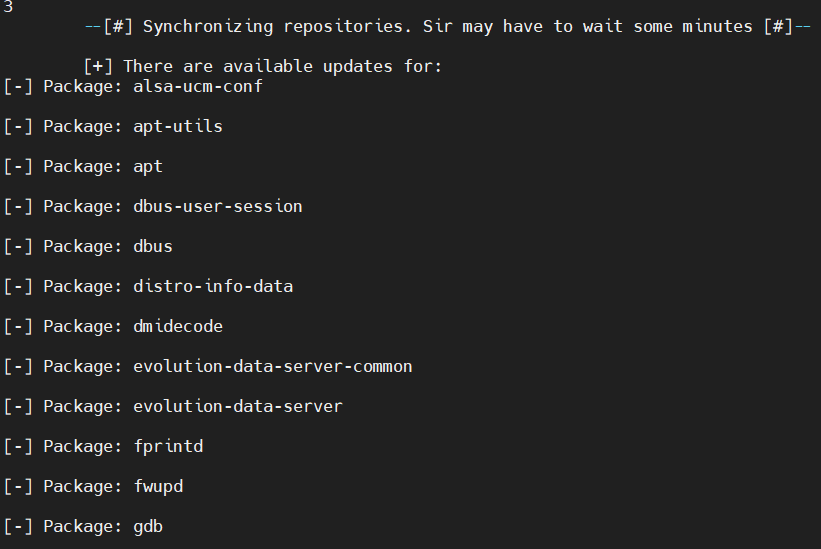 3
--[#] Synchronizing repositories. Sir may have to wait some minutes [#]--
[+] There are available updates for:
[-] Package: alsa-ucm-conf
[-] Package: apt-utils
[-] Package: apt
[-] Package: dbus-user-session
[-] Package: dbus
[-] Package: distro-info-data
[-] Package: dmidecode
[-] Package: evolution-data-server-common
[-] Package: evolution-data-server
[-] Package: fprintd
[-] Package: fwupd
[-] Package: gdb